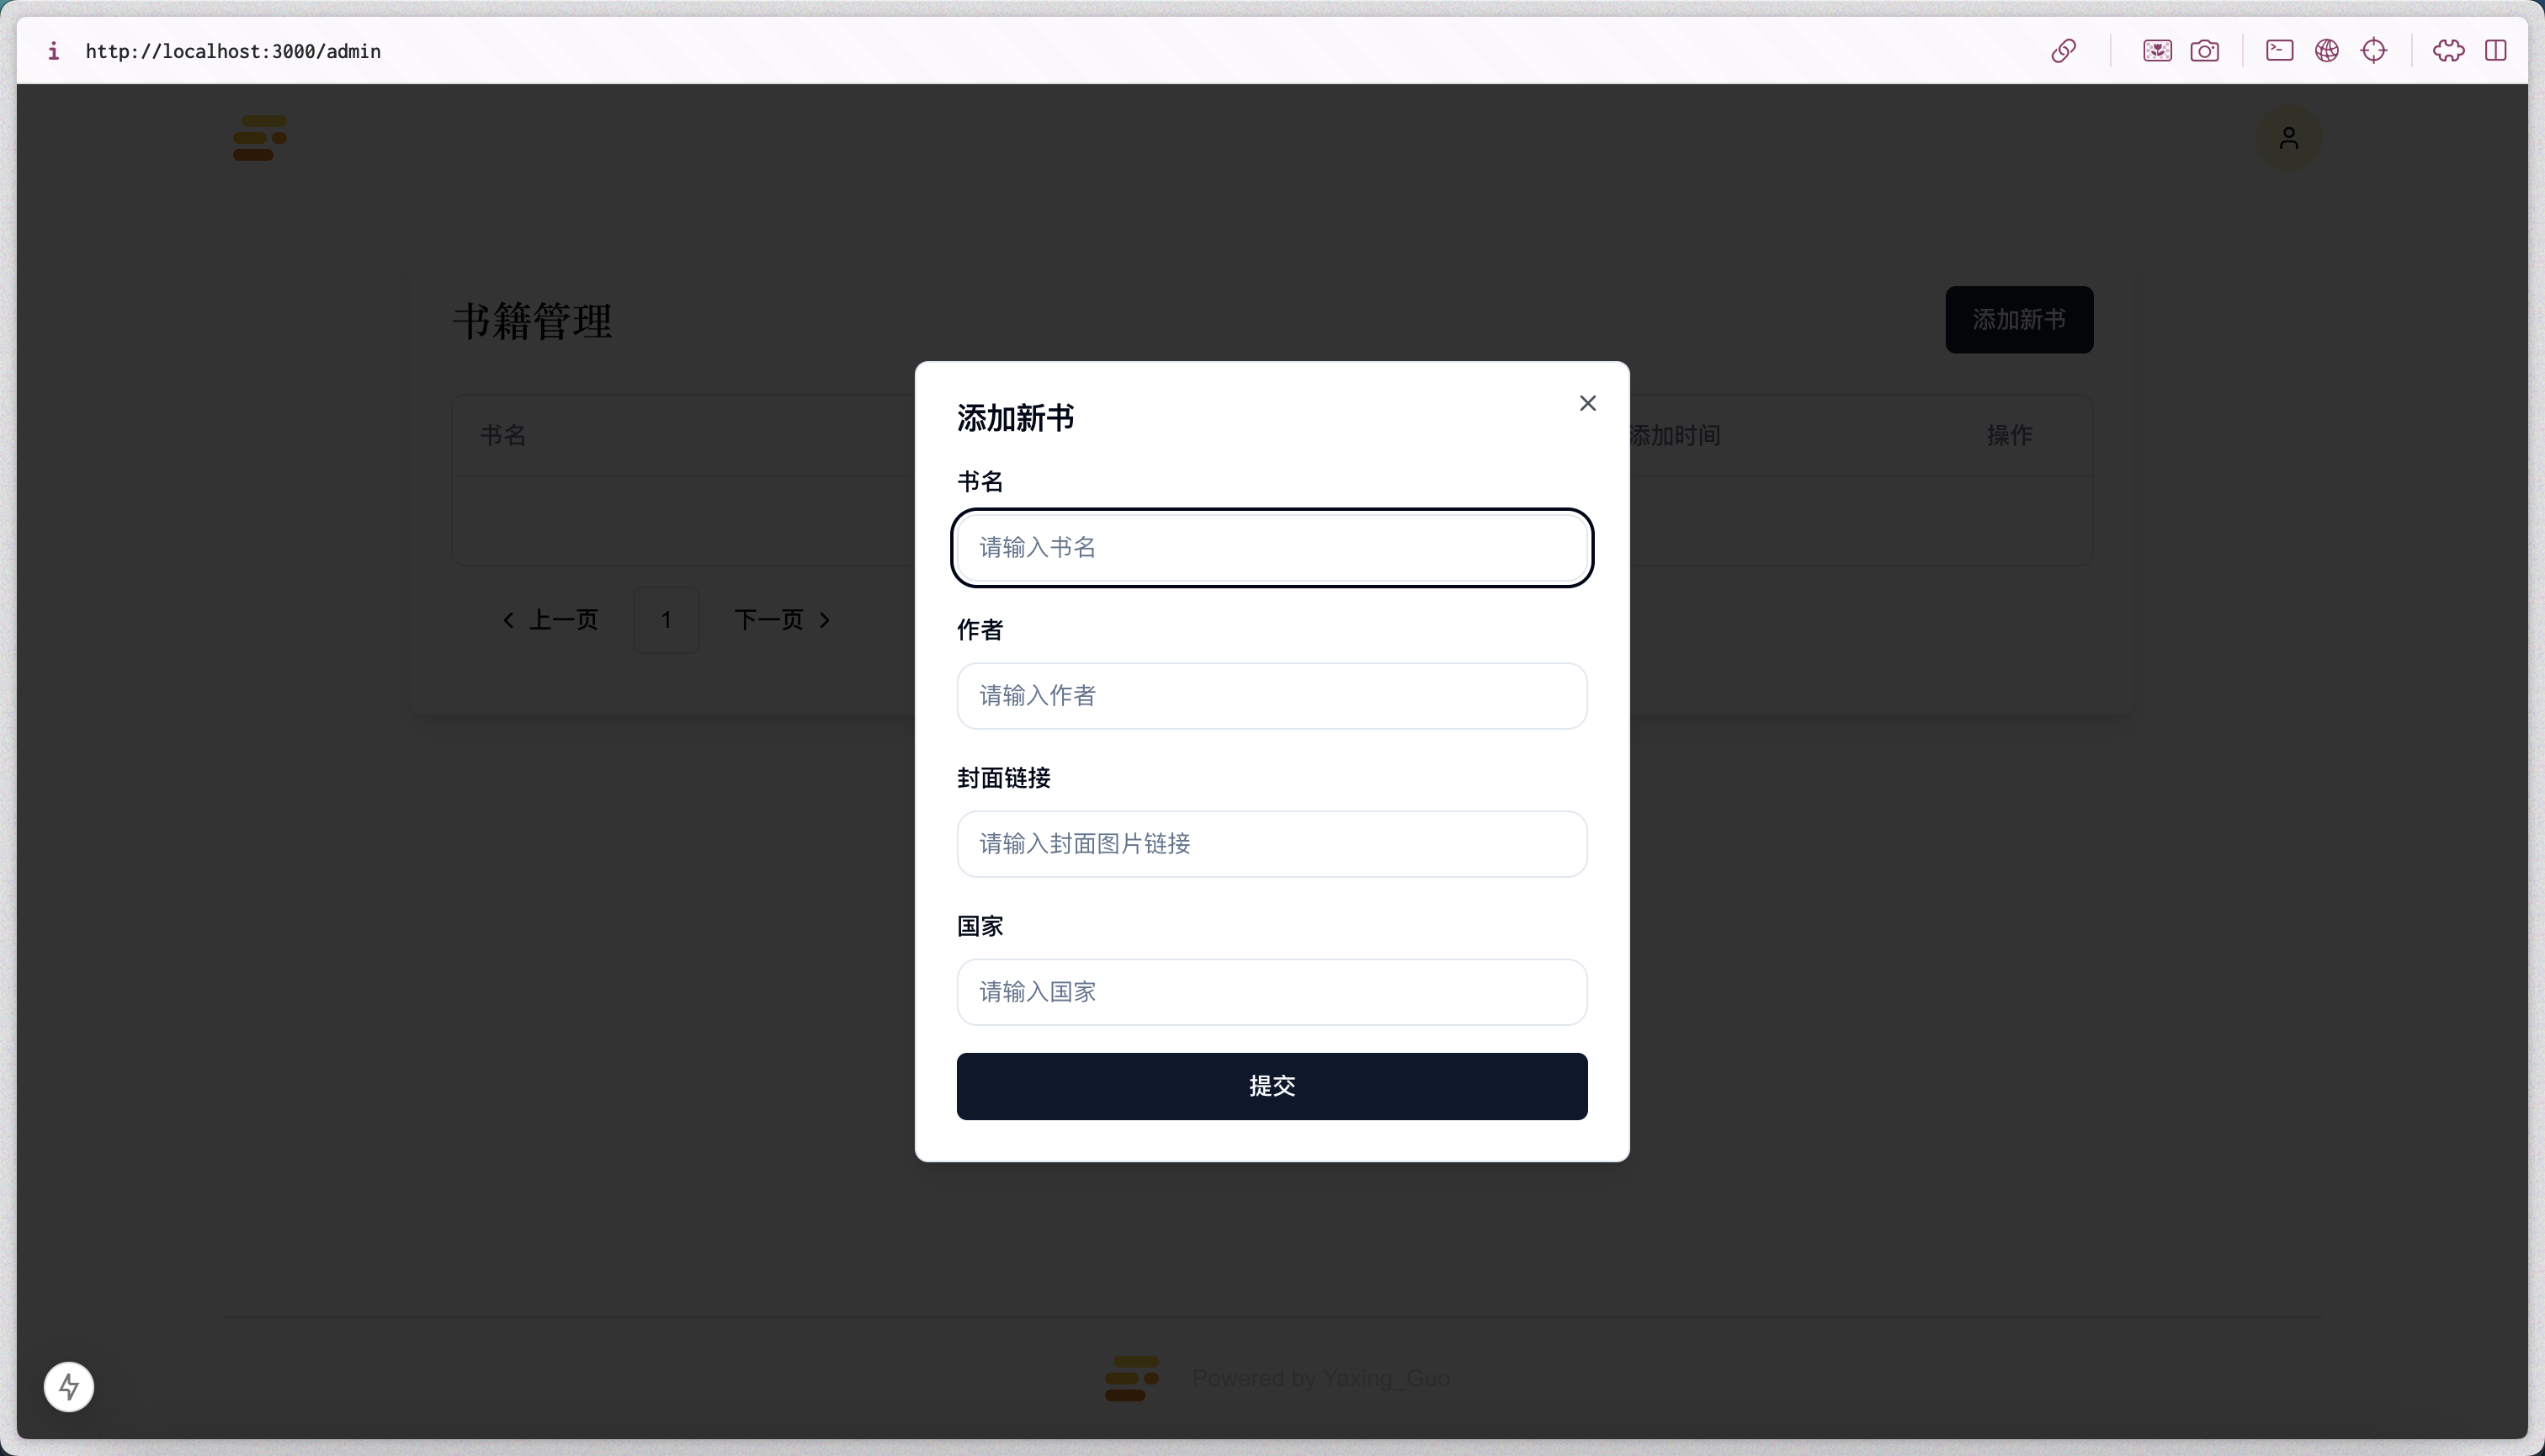 http://localhost:3000/admin
书籍管理
添加新书
书名
添加时间
操作
上一页
1
下一页
添加新书
书名
请输入书名
作者
请输入作者
封面链接
请输入封面图片链接
国家
请输入国家
提交
Powered by Yaxing_Guo